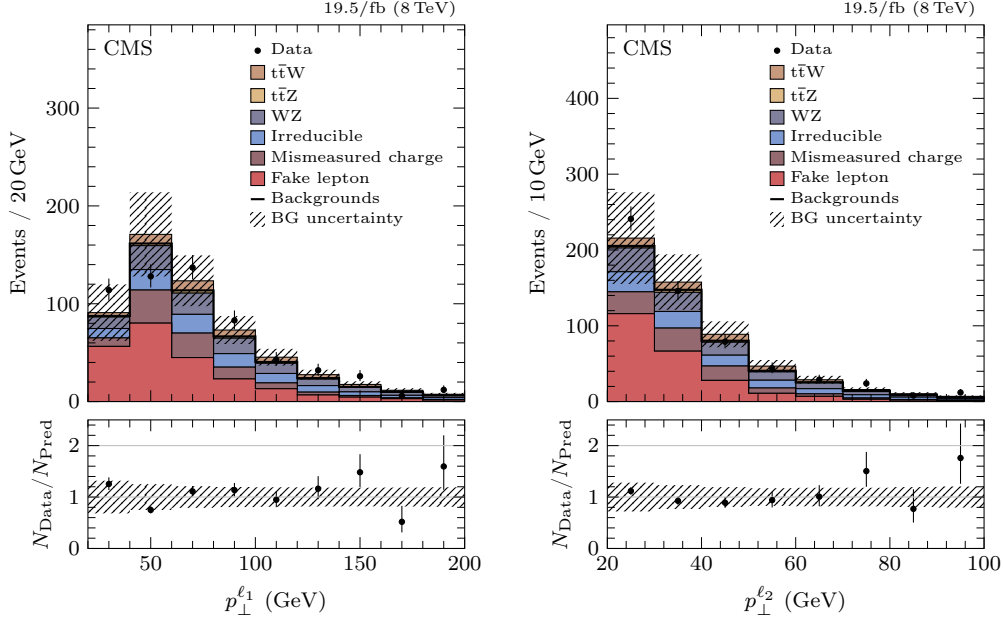 19.5/fb (8 TeV)
CMS
Data
tt̄W
tt̄Z
WZ
Irreducible
Mismeasured charge
Fake lepton
Backgrounds
BG uncertainty
Events / 20 GeV
300
200
100
0
N_Data/N_Pred
2
1
0
50
100
150
200
p_⊥^ℓ1 (GeV)
19.5/fb (8 TeV)
CMS
Data
tt̄W
tt̄Z
WZ
Irreducible
Mismeasured charge
Fake lepton
Backgrounds
BG uncertainty
Events / 10 GeV
400
300
200
100
0
N_Data/N_Pred
2
1
0
20
40
60
80
100
p_⊥^ℓ2 (GeV)